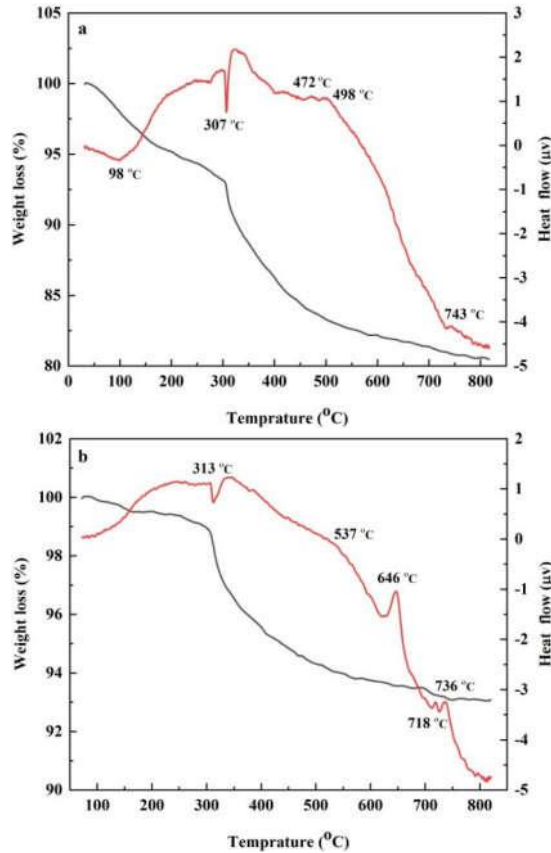 a
105
100
95
90
85
80
3
2
1
0
-1
-2
-3
-4
-5
Weight loss (%)
Heat flow (μv)
98 °C
307 °C
472 °C
498 °C
743 °C
0 100 200 300 400 500 600 700 800
Temprature (°C)
b
102
100
98
96
94
92
90
2
1
0
-1
-2
-3
-4
-5
Weight loss (%)
Heat flow (μv)
313 °C
537 °C
646 °C
736 °C
718 °C
100 200 300 400 500 600 700 800
Temprature (°C)